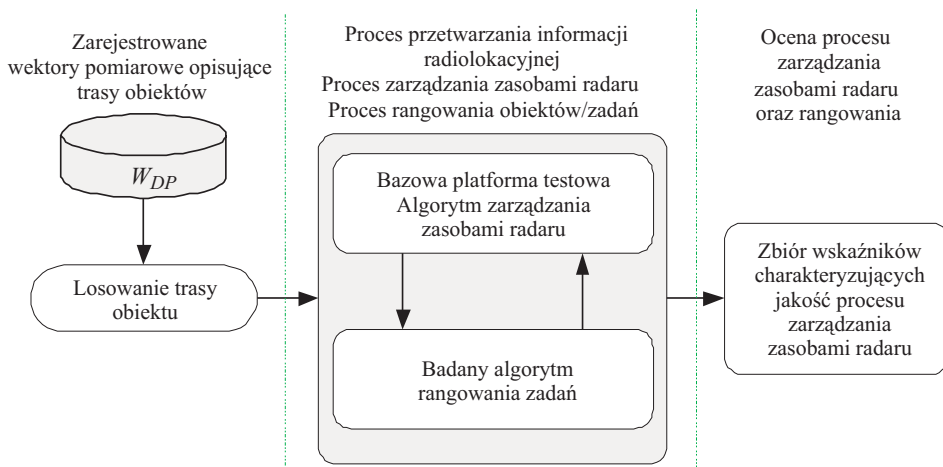 Zarejestrowane
wektory pomiarowe opisujące
trasy obiektów
W_DP
Losowanie trasy
obiektu
Proces przetwarzania informacji
radiolokacyjnej
Proces zarządzania zasobami radaru
Proces rangowania obiektów/zadań
Bazowa platforma testowa
Algorytm zarządzania
zasobami radaru
Badany algorytm
rangowania zadań
Ocena procesu
zarządzania
zasobami radaru
oraz rangowania
Zbiór wskaźników
charakteryzujących
jakość procesu
zarządzania
zasobami radaru